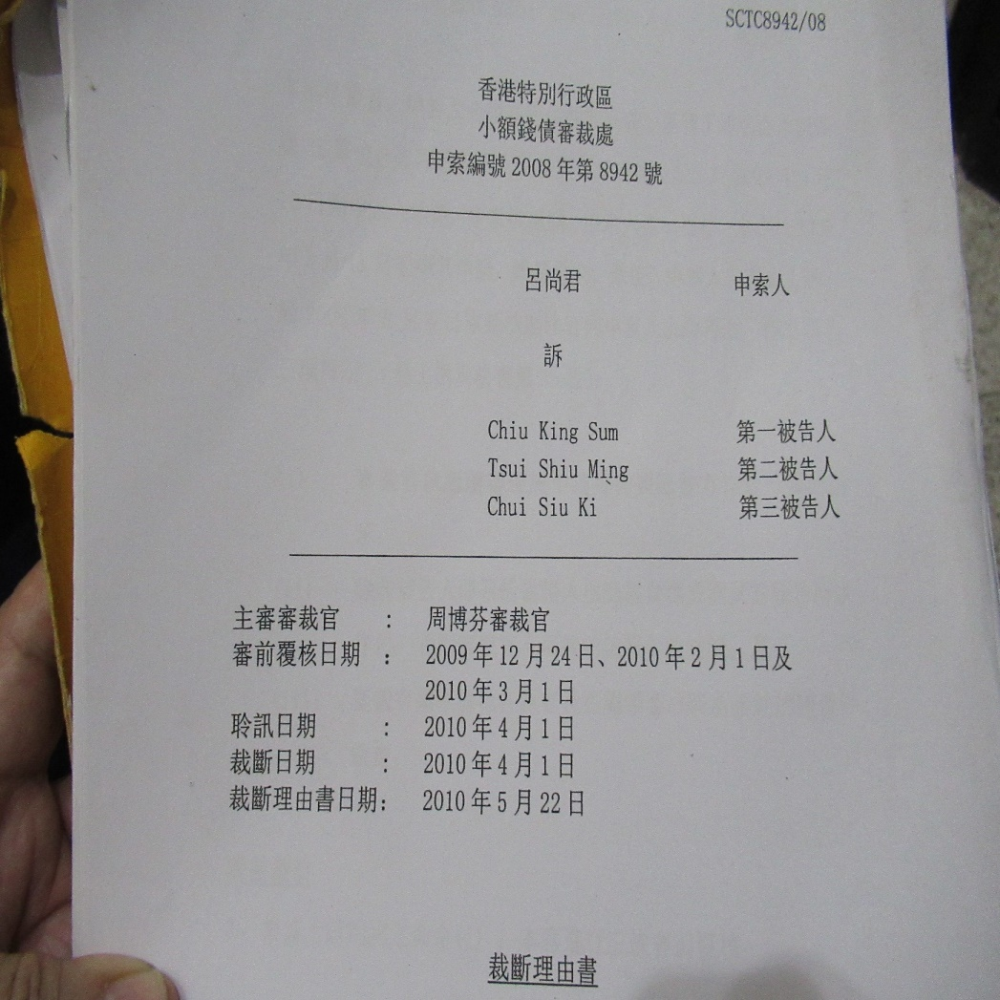 SCTC8942/08
香港特別行政區
小額錢債審裁處
申索編號 2008 年第 8942 號
呂尚君 申索人
訴
Chiu King Sum 第一被告人
Tsui Shiu Ming 第二被告人
Chui Siu Ki 第三被告人
主審審裁官 : 周博芬審裁官
審前覆核日期 : 2009 年 12 月 24 日、2010 年 2 月 1 日及
2010 年 3 月 1 日
聆訊日期 : 2010 年 4 月 1 日
裁斷日期 : 2010 年 4 月 1 日
裁斷理由書日期: 2010 年 5 月 22 日
裁斷理由書